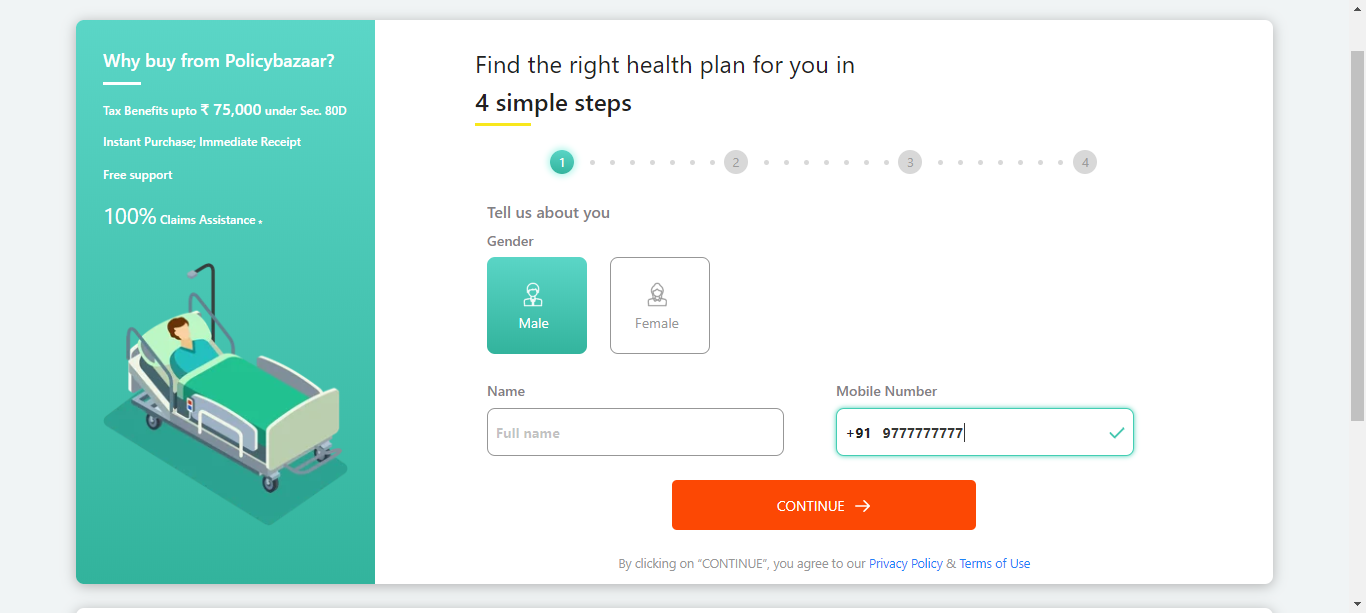 Why buy from Policybazaar?
Tax Benefits upto ₹ 75,000 under Sec. 80D
Instant Purchase; Immediate Receipt
Free support
100% Claims Assistance *
Find the right health plan for you in
4 simple steps
1 2 3 4
Tell us about you
Gender
Male Female
Name Mobile Number
Full name +91 9777777777
CONTINUE →
By clicking on “CONTINUE”, you agree to our Privacy Policy & Terms of Use